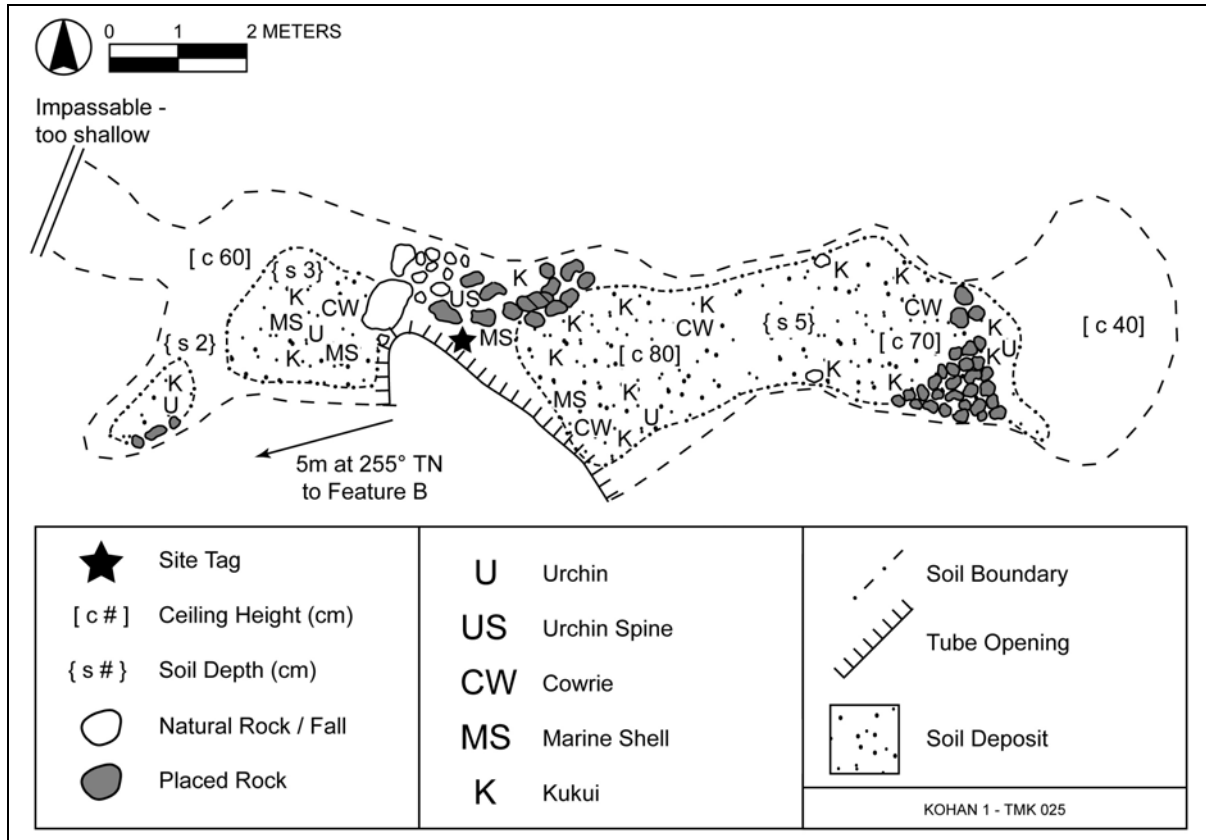 0 1 2 METERS
Impassable -
too shallow
[ c 60]
{ s 3}
K
CW
MS
U
K
MS
{ s 2}
K
U
US
K
MS
K
K
K
CW
[ c 80]
K
K
MS
CW
K
U
{ s 5}
K
K
K
CW
[ c 70]
K
K
K
U
[ c 40]
5m at 255° TN
to Feature B
Site Tag
[ c # ] Ceiling Height (cm)
{ s # } Soil Depth (cm)
Natural Rock / Fall
Placed Rock
U Urchin
US Urchin Spine
CW Cowrie
MS Marine Shell
K Kukui
Soil Boundary
Tube Opening
Soil Deposit
KOHAN 1 - TMK 025